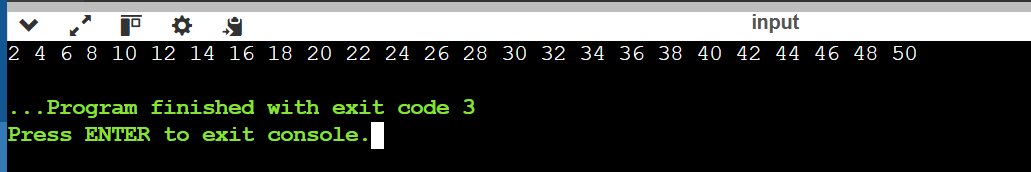 input
2 4 6 8 10 12 14 16 18 20 22 24 26 28 30 32 34 36 38 40 42 44 46 48 50
...Program finished with exit code 3
Press ENTER to exit console.